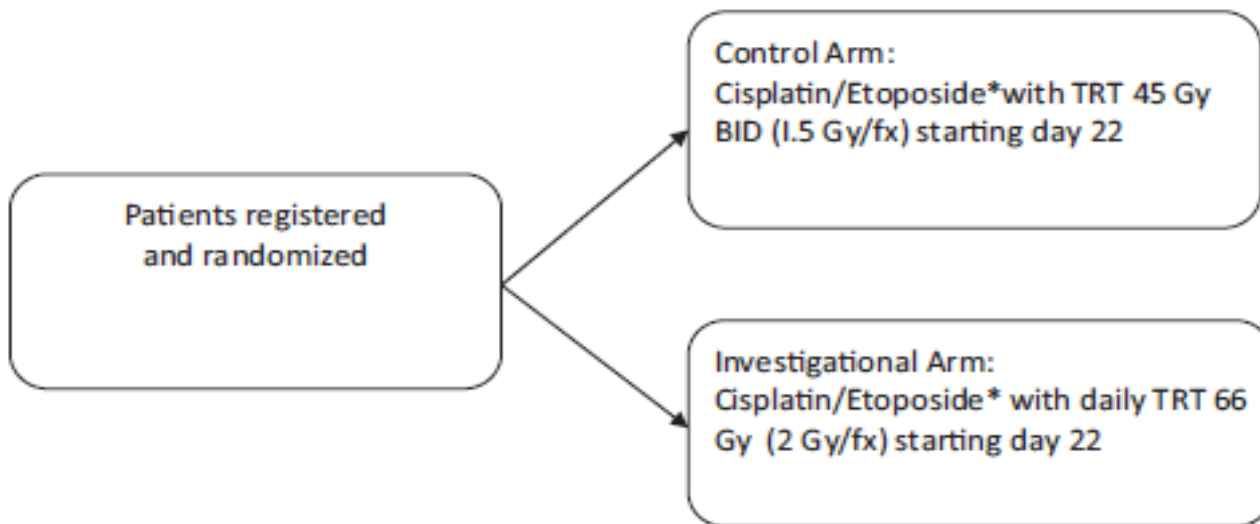 Control Arm:
Cisplatin/Etoposide*with TRT 45 Gy
BID (I.5 Gy/fx) starting day 22
Patients registered
and randomized
Investigational Arm:
Cisplatin/Etoposide* with daily TRT 66
Gy (2 Gy/fx) starting day 22